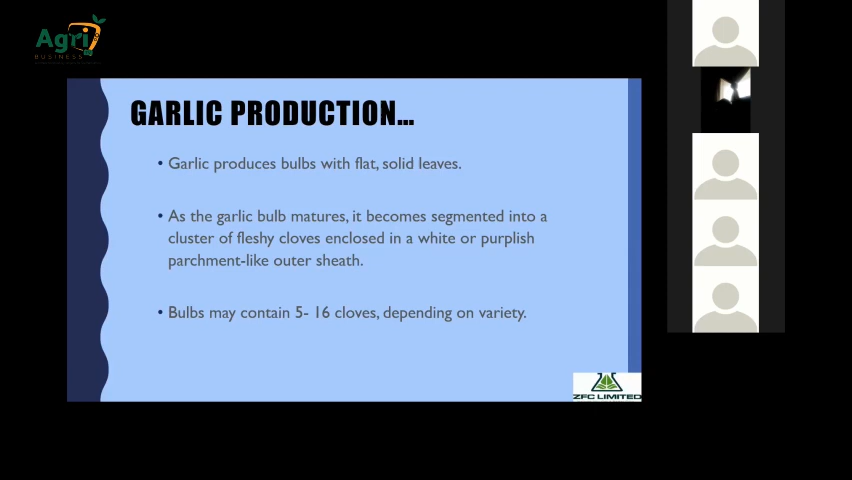 Agri
BUSINESS
GARLIC PRODUCTION...
• Garlic produces bulbs with flat, solid leaves.
• As the garlic bulb matures, it becomes segmented into a
cluster of fleshy cloves enclosed in a white or purplish
parchment-like outer sheath.
• Bulbs may contain 5- 16 cloves, depending on variety.
ZFC LIMITED